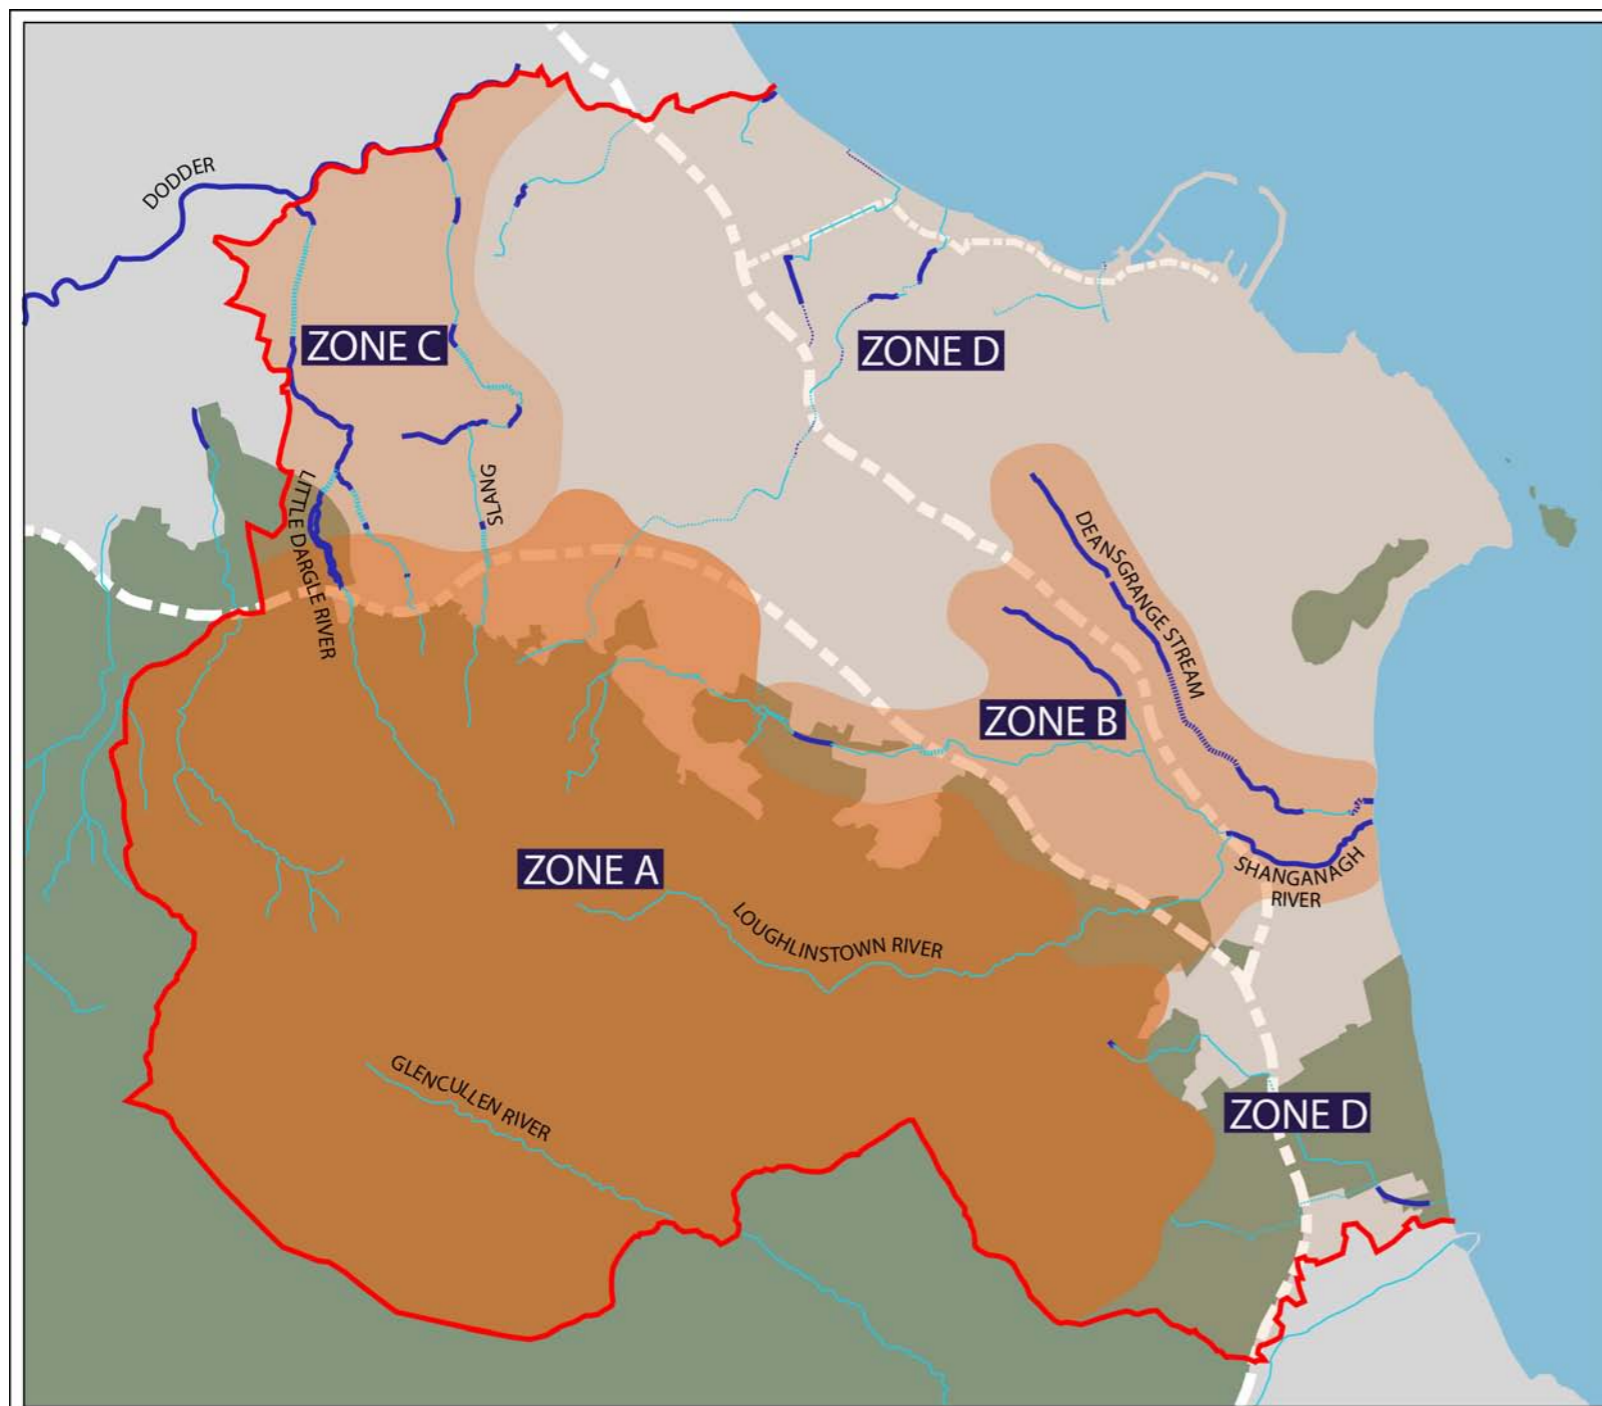 DODDER
ZONE C
ZONE D
SLANG
LITTLE DARGLE RIVER
DEANSGRANGE STREAM
ZONE B
ZONE A
SHANGANAGH
RIVER
LOUGHLINSTOWN RIVER
GLENCULLEN RIVER
ZONE D